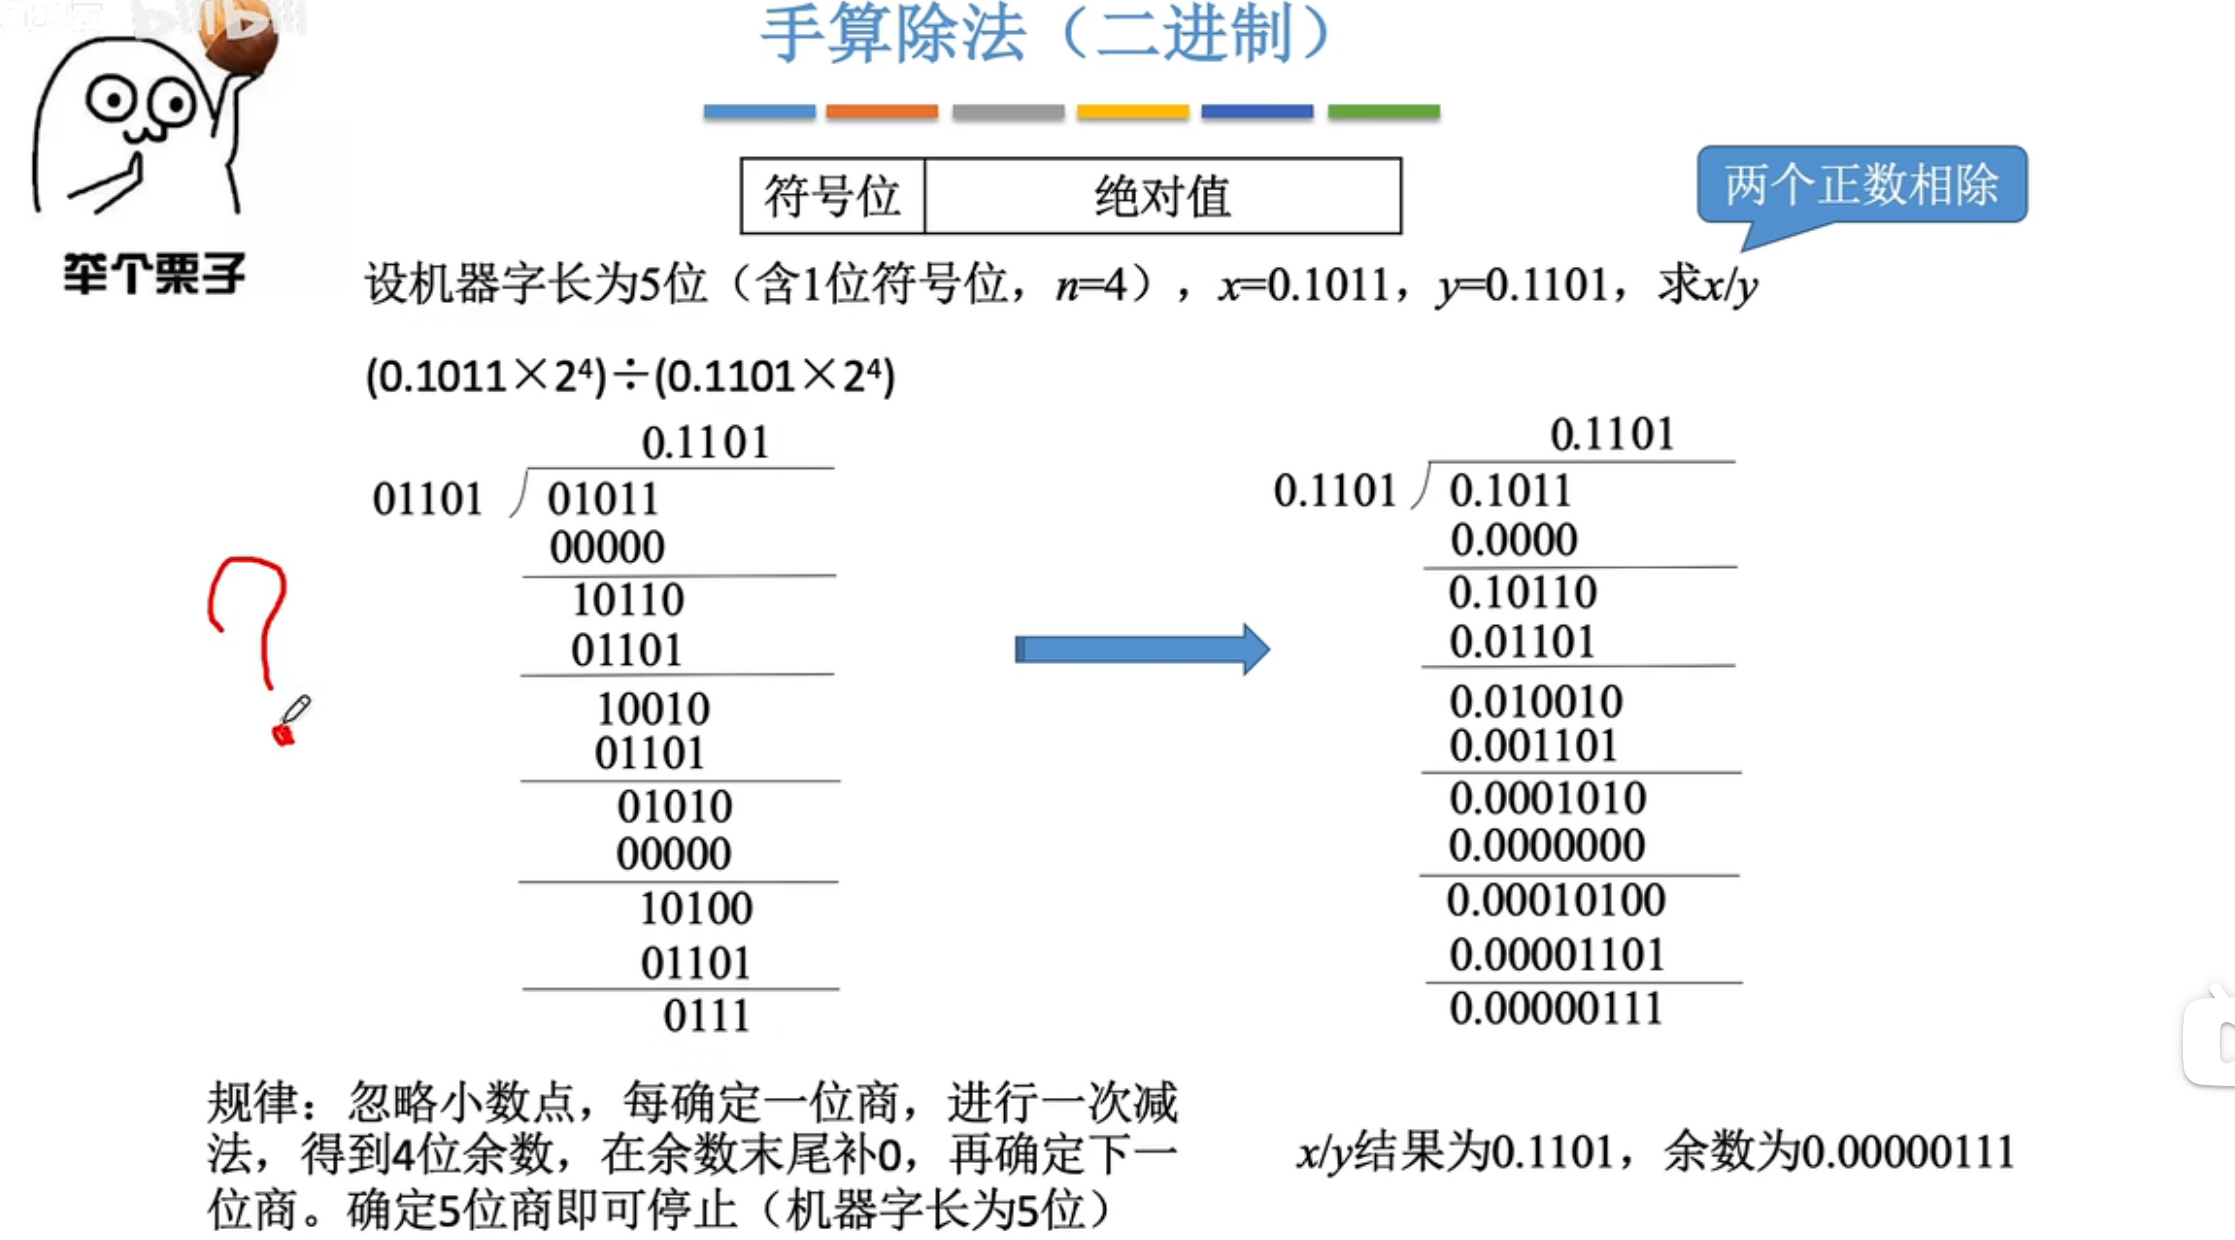 bilibili
手算除法（二进制）
符号位 绝对值
两个正数相除
举个栗子
设机器字长为5位（含1位符号位，n=4），x=0.1011，y=0.1101，求x/y
(0.1011×2⁴)÷(0.1101×2⁴)
0.1101
01101 01011
00000
10110
01101
10010
01101
01010
00000
10100
01101
0111
0.1101
0.1101 0.1011
0.0000
0.10110
0.01101
0.010010
0.001101
0.0001010
0.0000000
0.00010100
0.00001101
0.00000111
规律：忽略小数点，每确定一位商，进行一次减
法，得到4位余数，在余数末尾补0，再确定下一
位商。确定5位商即可停止（机器字长为5位）
x/y结果为0.1101，余数为0.00000111